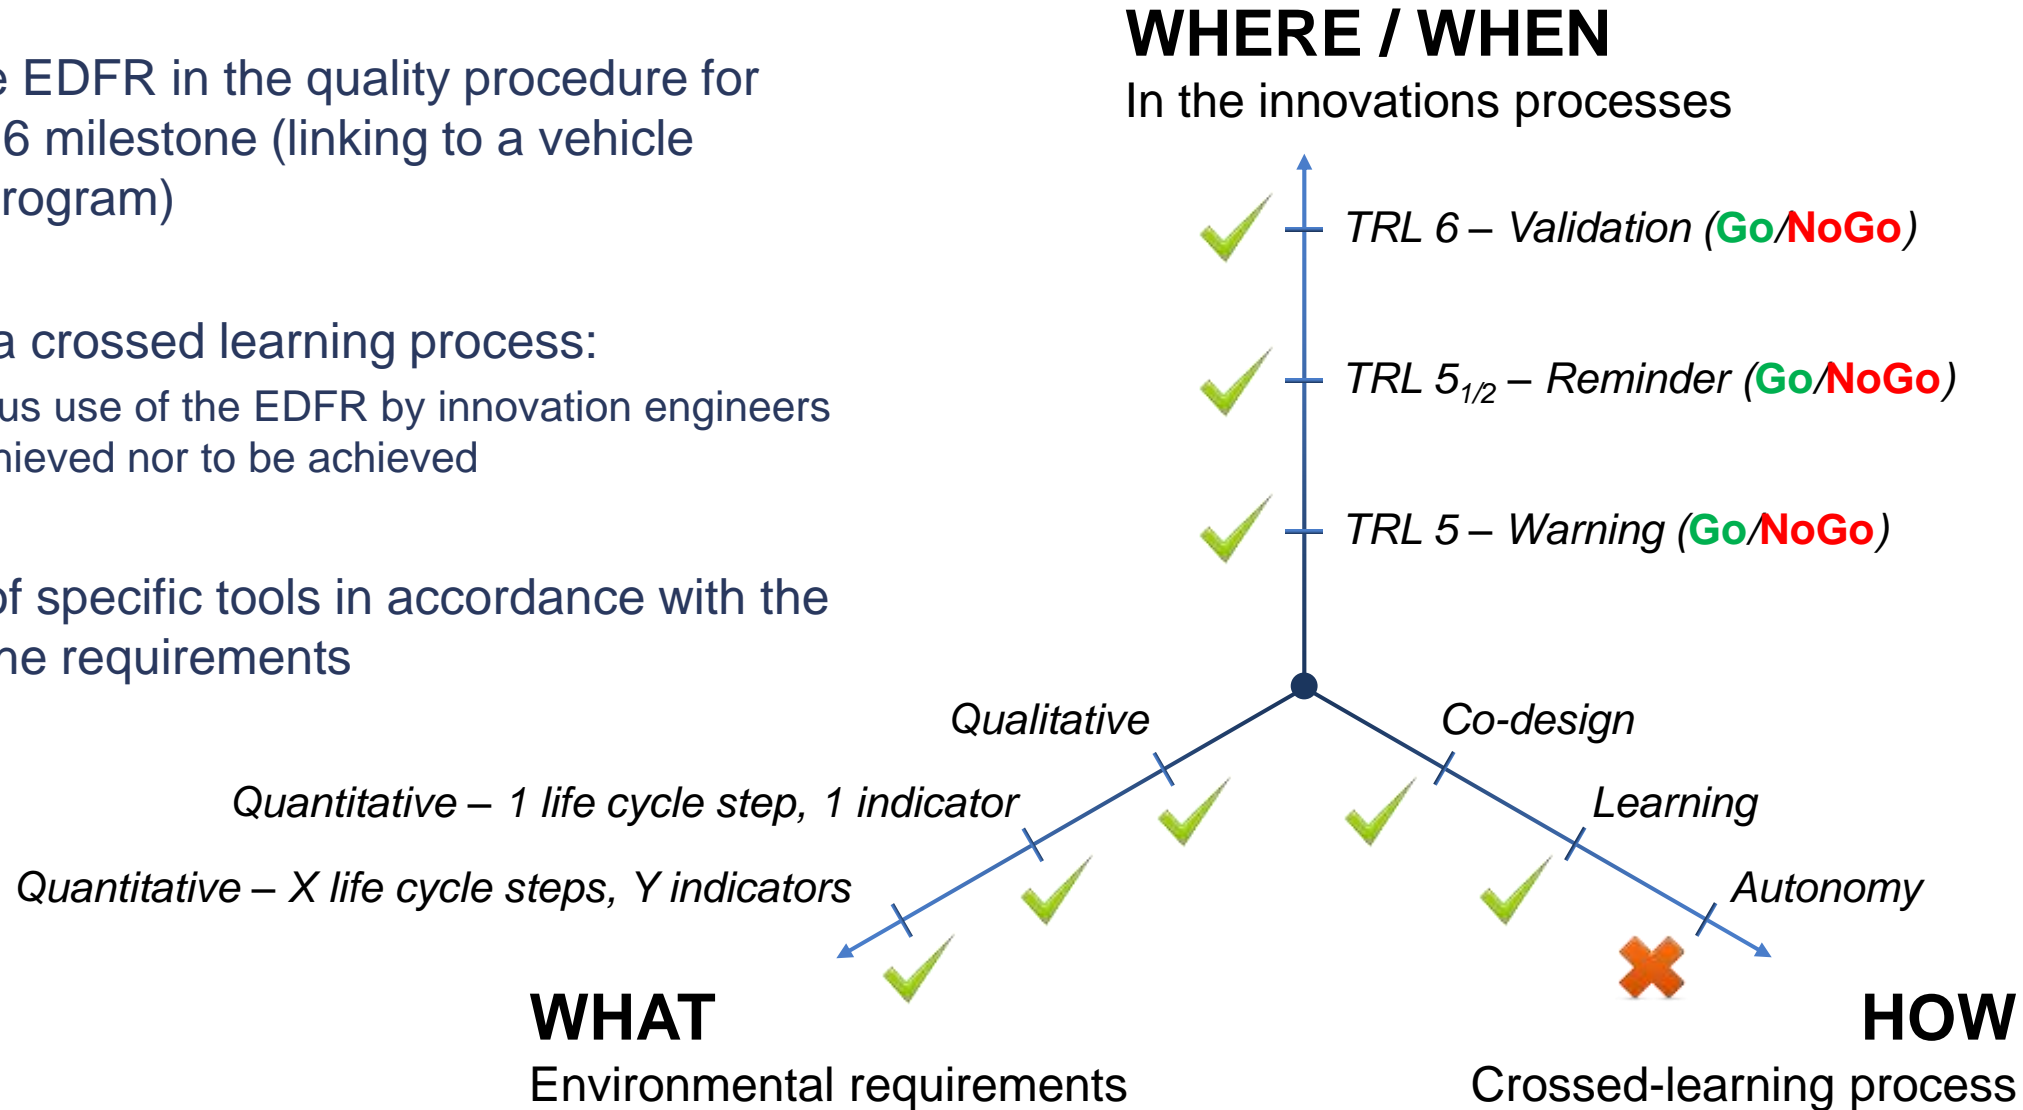 e EDFR in the quality procedure for
6 milestone (linking to a vehicle
rogram)
a crossed learning process:
us use of the EDFR by innovation engineers
hieved nor to be achieved
of specific tools in accordance with the
ne requirements
WHERE / WHEN
In the innovations processes
TRL 6 – Validation (Go/NoGo)
TRL 5 1/2 – Reminder (Go/NoGo)
TRL 5 – Warning (Go/NoGo)
Qualitative
Quantitative – 1 life cycle step, 1 indicator
Quantitative – X life cycle steps, Y indicators
WHAT
Environmental requirements
Co-design
Learning
Autonomy
HOW
Crossed-learning process